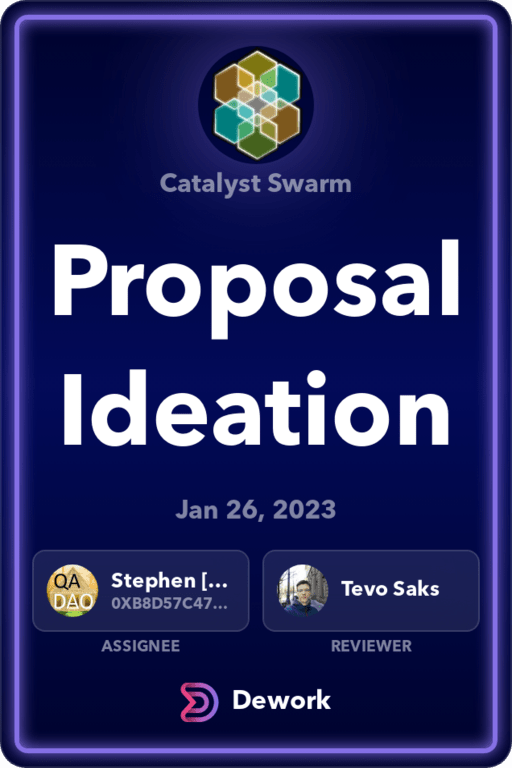 Catalyst Swarm
Proposal
Ideation
Jan 26, 2023
QA
DAO
Stephen [...
0XB8D57C47...
Tevo Saks
ASSIGNEE
REVIEWER
Dework